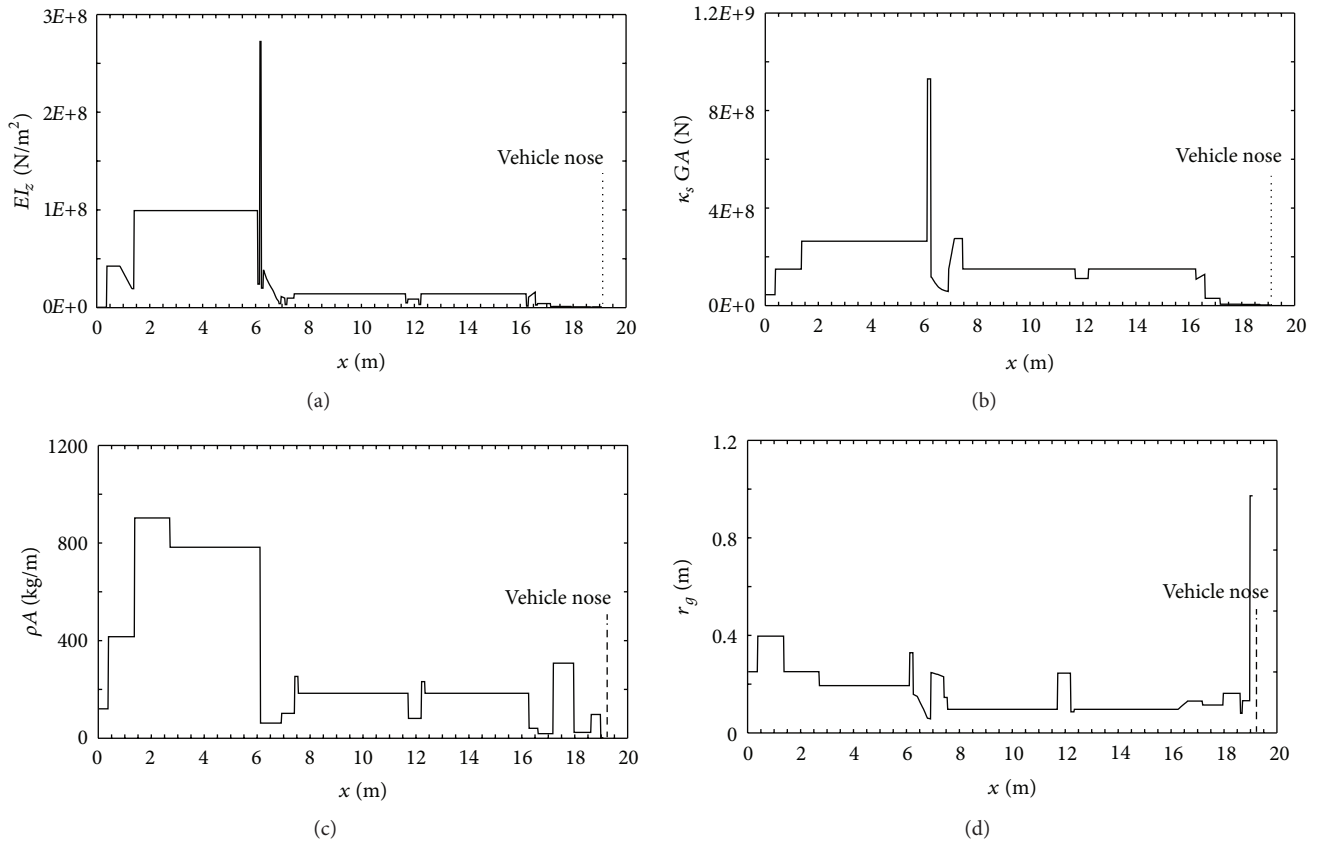 3E+8
2E+8
1E+8
0E+0
EI_z (N/m²)
Vehicle nose
0 2 4 6 8 10 12 14 16 18 20
x (m)
(a)
1.2E+9
8E+8
4E+8
0E+0
κ_s GA (N)
Vehicle nose
0 2 4 6 8 10 12 14 16 18 20
x (m)
(b)
1200
800
400
0
ρA (kg/m)
Vehicle nose
0 2 4 6 8 10 12 14 16 18 20
x (m)
(c)
1.2
0.8
0.4
0
r_g (m)
Vehicle nose
0 2 4 6 8 10 12 14 16 18 20
x (m)
(d)